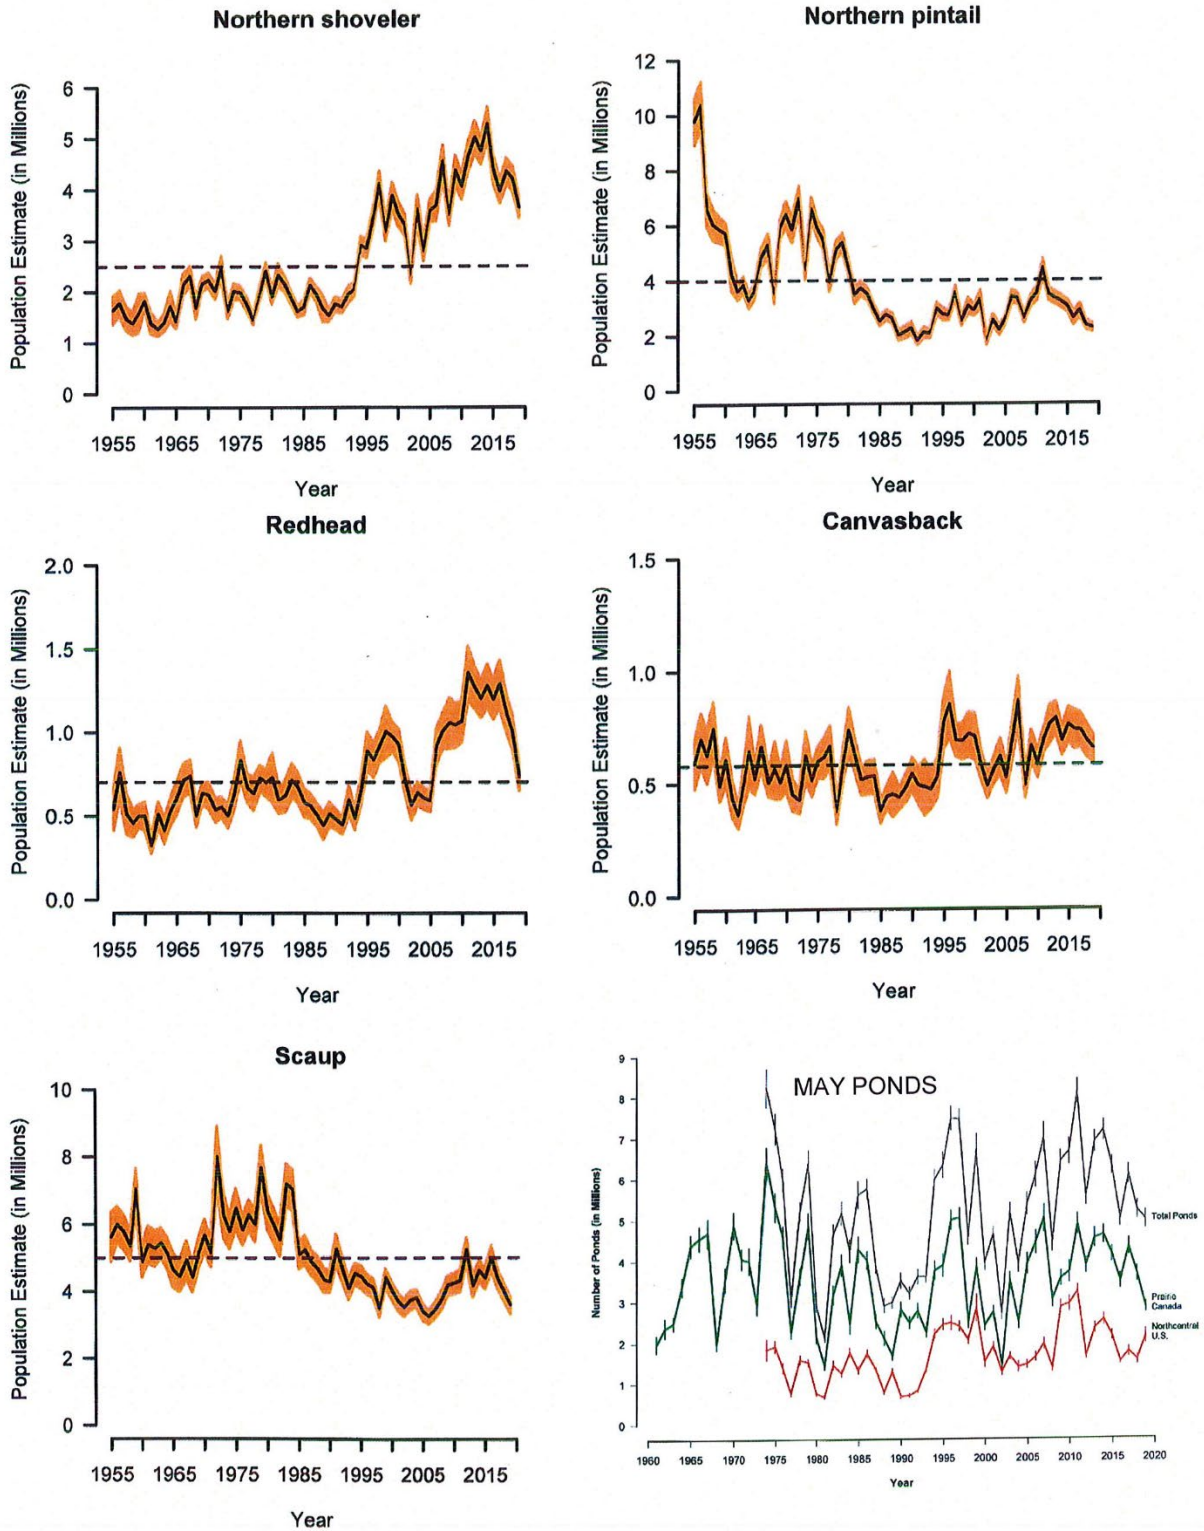 Northern shoveler
Population Estimate (in Millions)
6
5
4
3
2
1
0
1955 1965 1975 1985 1995 2005 2015
Year
Northern pintail
Population Estimate (in Millions)
12
10
8
6
4
2
0
1955 1965 1975 1985 1995 2005 2015
Year
Redhead
Population Estimate (in Millions)
2.0
1.5
1.0
0.5
0.0
1955 1965 1975 1985 1995 2005 2015
Year
Canvasback
Population Estimate (in Millions)
1.5
1.0
0.5
0.0
1955 1965 1975 1985 1995 2005 2015
Year
Scaup
Population Estimate (in Millions)
10
8
6
4
2
0
1955 1965 1975 1985 1995 2005 2015
Year
MAY PONDS
Number of Ponds (in Millions)
9
8
7
6
5
4
3
2
1
0
Total Ponds
Prairie
Canada
Northcentral
U.S.
1960 1965 1970 1975 1980 1985 1990 1995 2000 2005 2010 2015 2020
Year